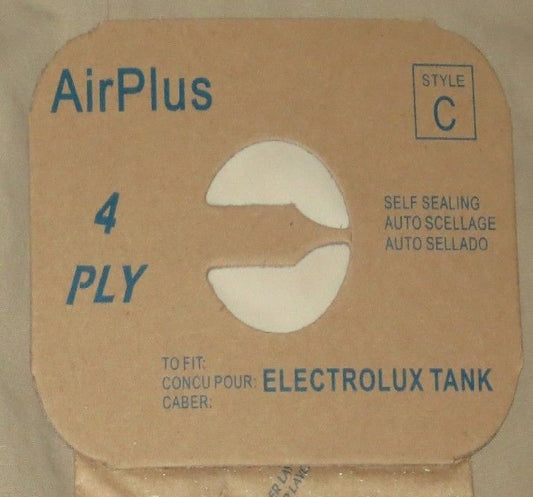 AirPlus
STYLE
C
4
PLY
SELF SEALING
AUTO SCELLAGE
AUTO SELLADO
TO FIT:
CONCU POUR: ELECTROLUX TANK
CABER: